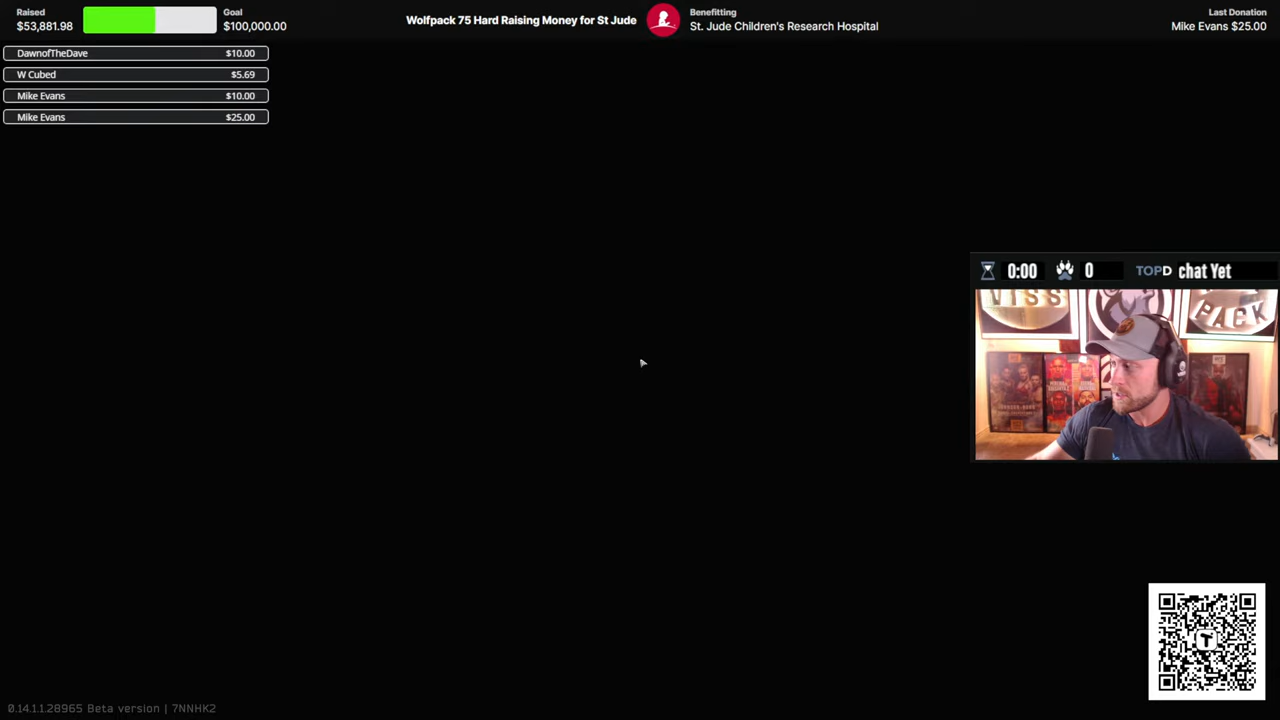 Raised
$53,881.98
Goal
$100,000.00
Wolfpack 75 Hard Raising Money for St Jude
Benefitting
St. Jude Children's Research Hospital
Last Donation
Mike Evans $25.00
DawnofTheDave $10.00
W Cubed $5.69
Mike Evans $10.00
Mike Evans $25.00
0:00 0 TOPD chat Yet
VISS
PACK
T
0.14.1.1.28965 Beta version | 7NNHK2